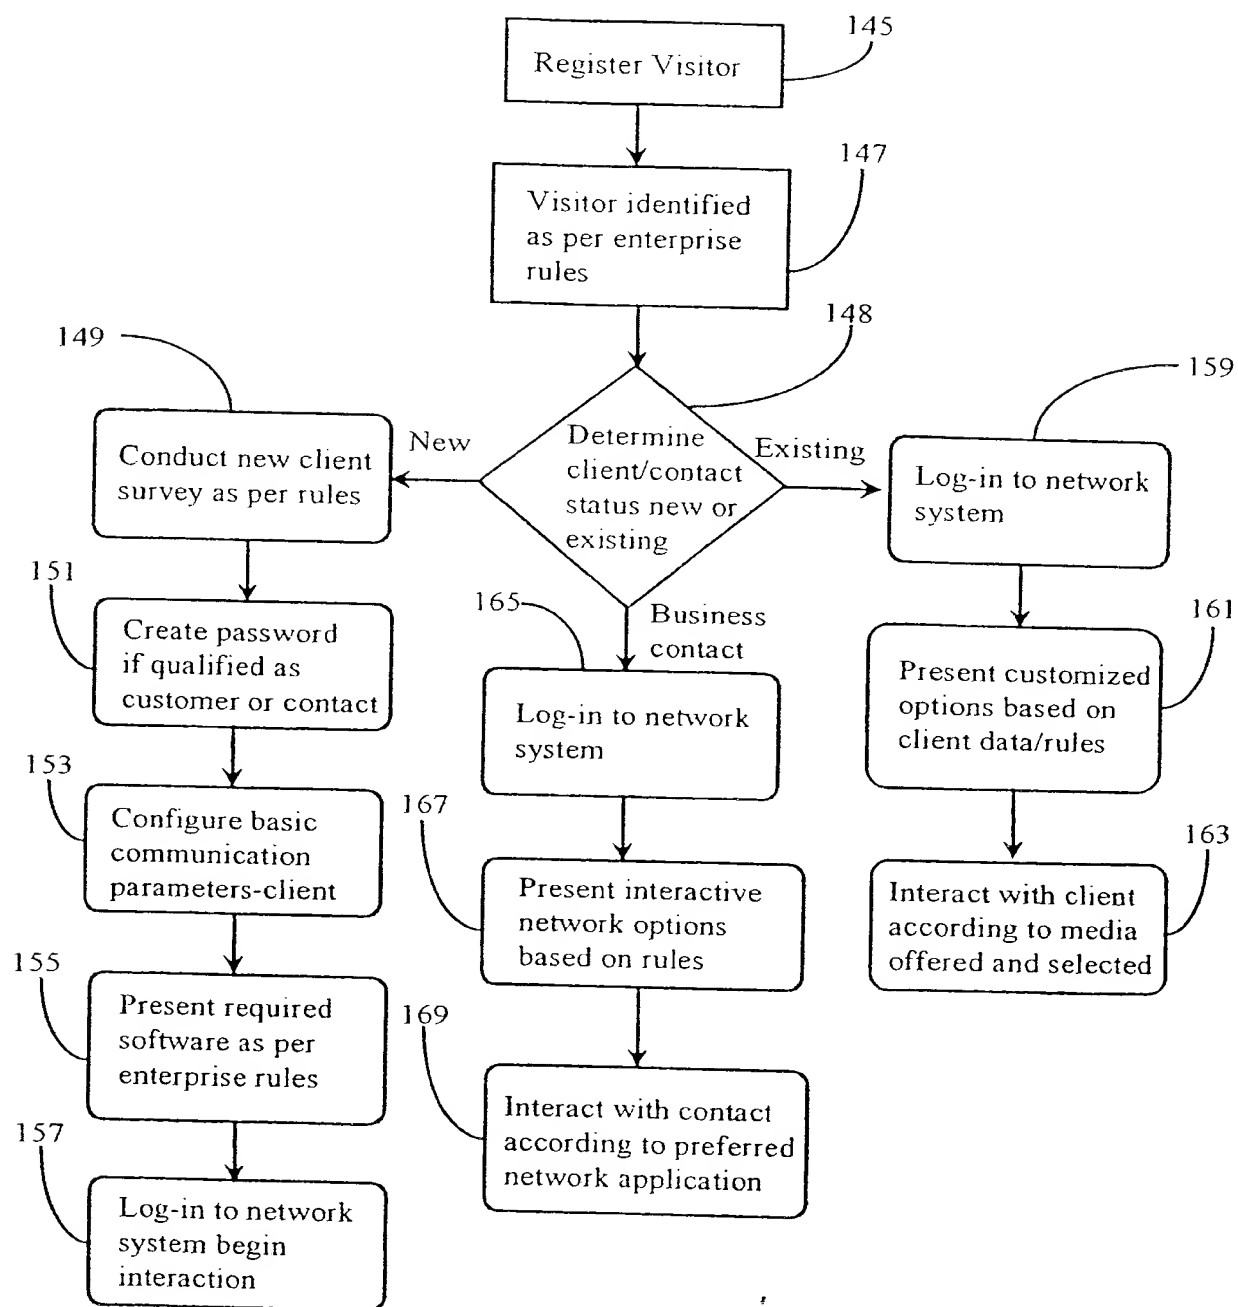 145
Register Visitor
147
Visitor identified
as per enterprise
rules
148
149
159
New
Existing
Determine
client/contact
status new or
existing
Conduct new client
survey as per rules
Log-in to network
system
151
165
Business
contact
161
Create password
if qualified as
customer or contact
Log-in to network
system
Present customized
options based on
client data/rules
153
167
163
Configure basic
communication
parameters-client
Present interactive
network options
based on rules
Interact with client
according to media
offered and selected
155
169
Present required
software as per
enterprise rules
Interact with contact
according to preferred
network application
157
Log-in to network
system begin
interaction